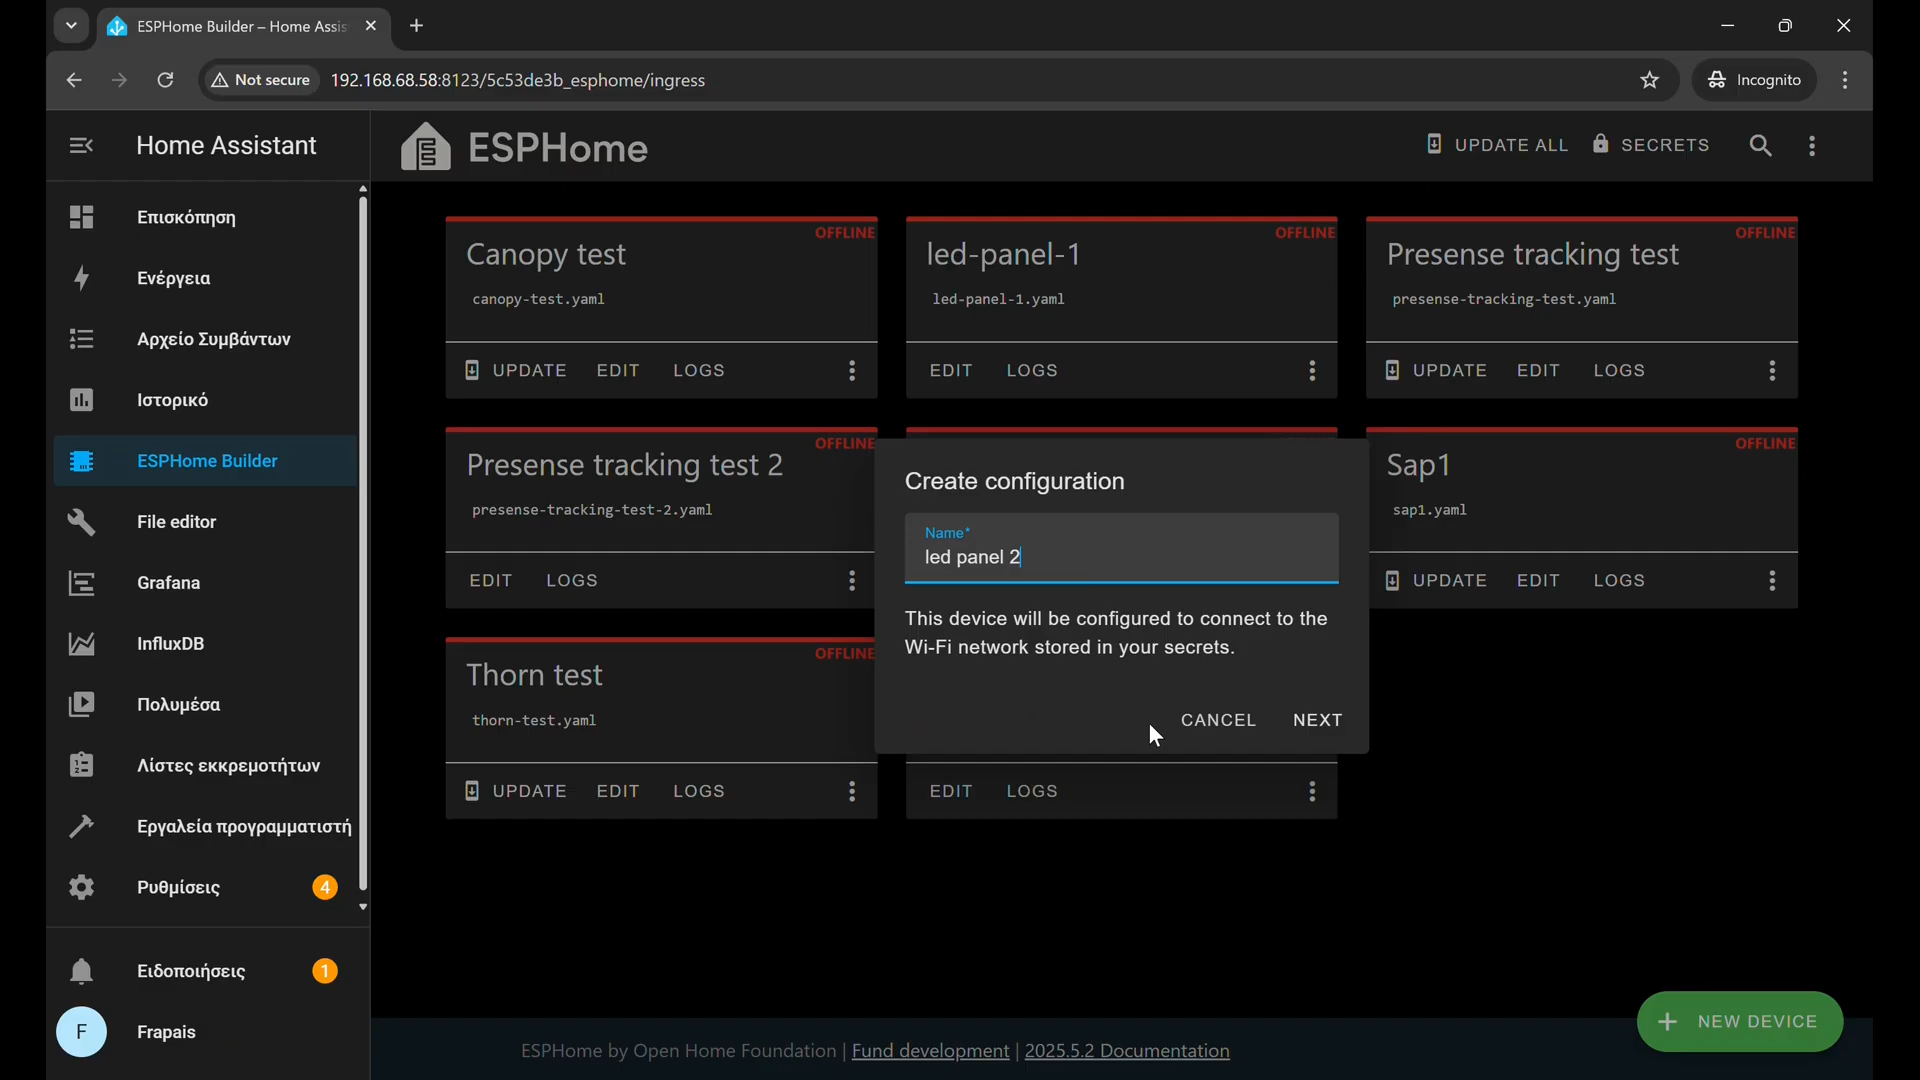 ESPHome Builder – Home Assis
Not secure
192.168.68.58:8123/5c53de3b_esphome/ingress
Incognito
Home Assistant
ESPHome
UPDATE ALL
SECRETS
Επισκόπηση
Ενέργεια
Αρχείο Συμβάντων
Ιστορικό
ESPHome Builder
File editor
Grafana
InfluxDB
Πολυμέσα
Λίστες εκκρεμοτήτων
Εργαλεία προγραμματιστή
Ρυθμίσεις 4
Ειδοποιήσεις 1
F Frapais
OFFLINE
Canopy test
canopy-test.yaml
UPDATE EDIT LOGS
OFFLINE
led-panel-1
led-panel-1.yaml
EDIT LOGS
OFFLINE
Presense tracking test
presense-tracking-test.yaml
UPDATE EDIT LOGS
OFFLINE
Presense tracking test 2
presense-tracking-test-2.yaml
EDIT LOGS
Create configuration
Name*
led panel 2
This device will be configured to connect to the
Wi-Fi network stored in your secrets.
CANCEL NEXT
OFFLINE
Sap1
sap1.yaml
UPDATE EDIT LOGS
OFFLINE
Thorn test
thorn-test.yaml
UPDATE EDIT LOGS
EDIT LOGS
NEW DEVICE
ESPHome by Open Home Foundation | Fund development | 2025.5.2 Documentation